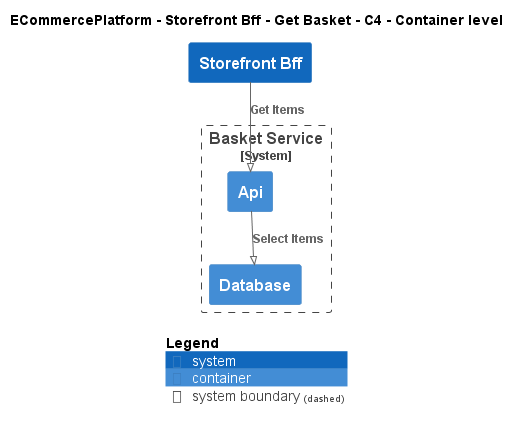 ECommercePlatform - Storefront Bff - Get Basket - C4 - Container level
Storefront Bff
Get Items
Basket Service
[System]
Api
Select Items
Database
Legend
system
container
system boundary (dashed)